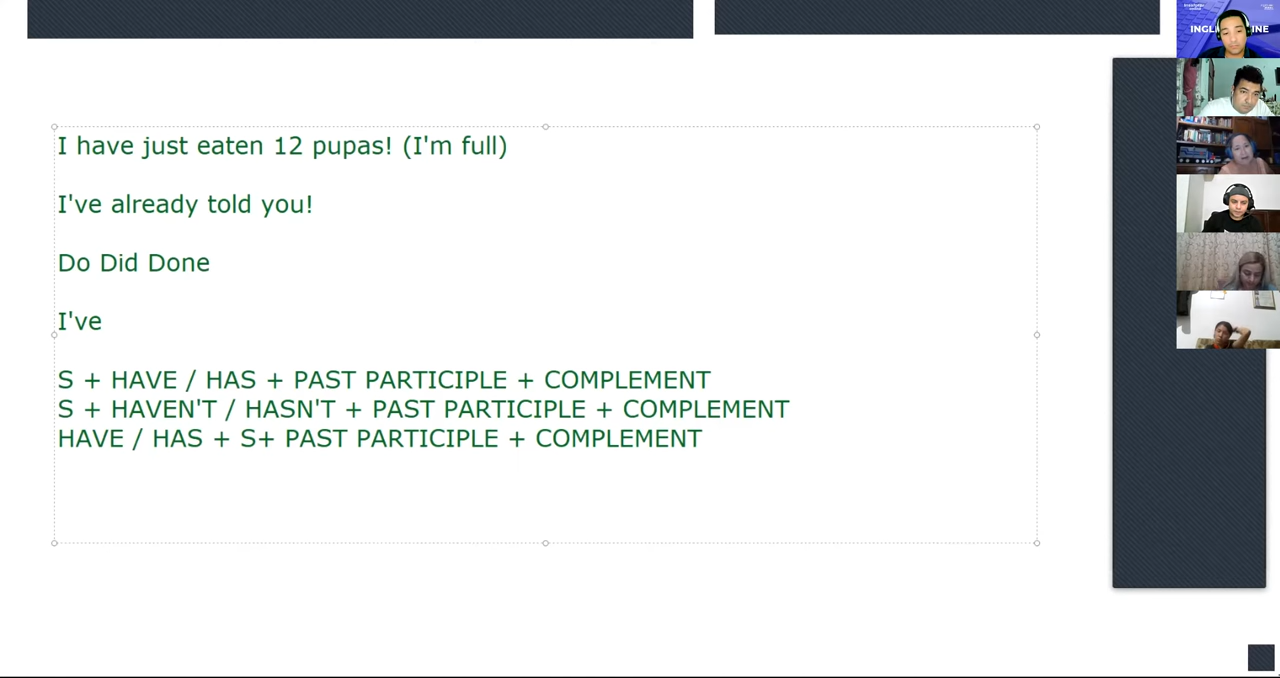 I have just eaten 12 pupas! (I'm full)
I've already told you!
Do Did Done
I've
S + HAVE / HAS + PAST PARTICIPLE + COMPLEMENT
S + HAVEN'T / HASN'T + PAST PARTICIPLE + COMPLEMENT
HAVE / HAS + S+ PAST PARTICIPLE + COMPLEMENT